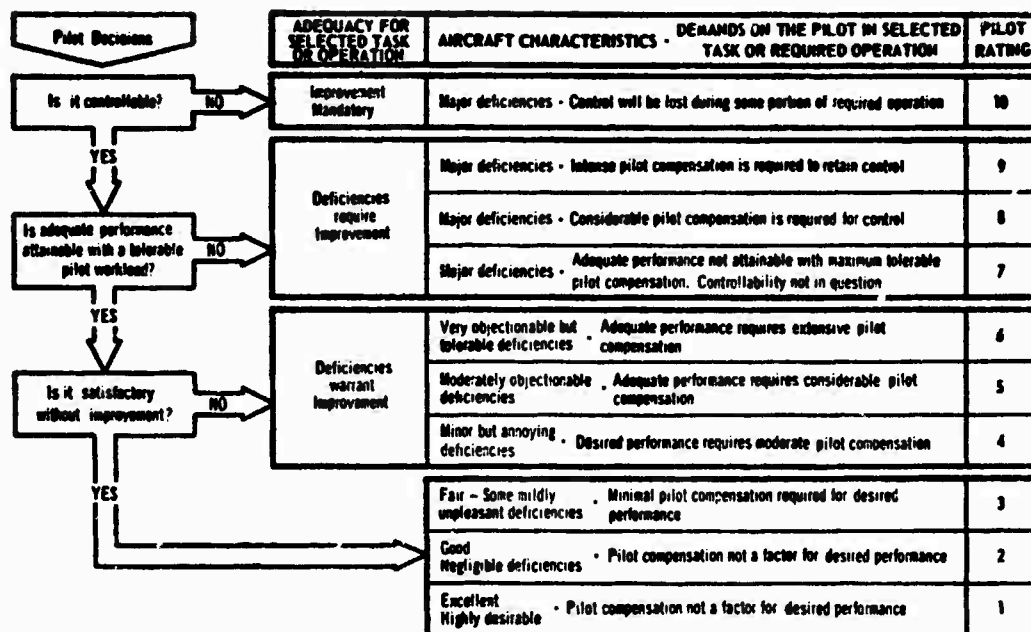 Pilot Decisions
ADEQUACY FOR
SELECTED TASK
OR OPERATION
AIRCRAFT CHARACTERISTICS •
DEMANDS ON THE PILOT IN SELECTED
TASK OR REQUIRED OPERATION
PILOT
RATING
Is it controllable?
NO
Improvement
Mandatory
Major deficiencies • Control will be lost during some portion of required operation
10
YES
Is adequate performance
attainable with a tolerable
pilot workload?
NO
Deficiencies
require
Improvement
Major deficiencies • Intense pilot compensation is required to retain control
9
Major deficiencies • Considerable pilot compensation is required for control
8
Major deficiencies •
Adequate performance not attainable with maximum tolerable
pilot compensation. Controllability not in question
7
YES
Is it satisfactory
without improvement?
NO
Deficiencies
warrant
Improvement
Very objectionable but
tolerable deficiencies
• Adequate performance requires extensive pilot
compensation
6
Moderately objectionable
deficiencies
• Adequate performance requires considerable pilot
compensation
5
Minor but annoying
deficiencies
• Desired performance requires moderate pilot compensation
4
YES
Fair – Some mildly
unpleasant deficiencies
• Minimal pilot compensation required for desired
performance
3
Good
Negligible deficiencies
• Pilot compensation not a factor for desired performance
2
Excellent
Highly desirable
• Pilot compensation not a factor for desired performance
1